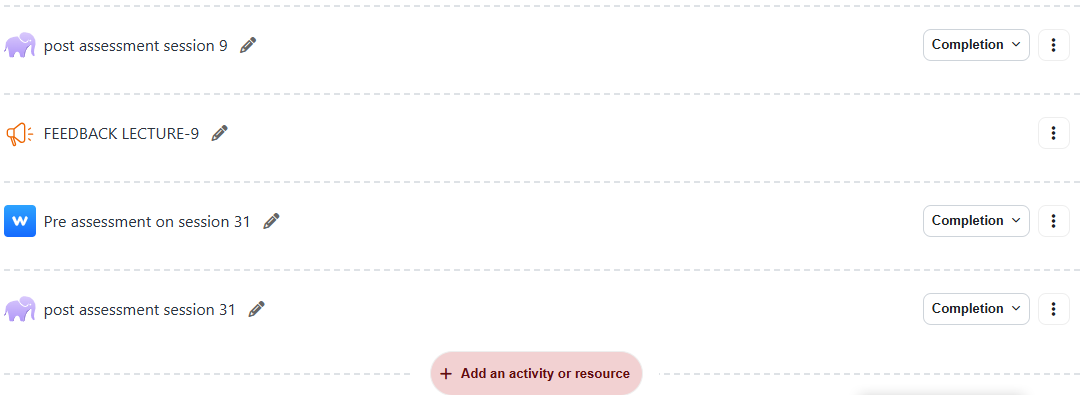 post assessment session 9
Completion
FEEDBACK LECTURE-9
w
Pre assessment on session 31
Completion
post assessment session 31
Completion
+ Add an activity or resource